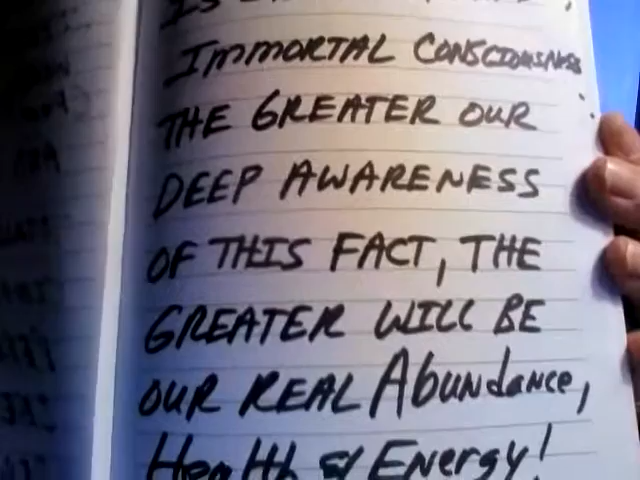 IS
IMMORTAL CONSCIOUSNESS
THE GREATER OUR
DEEP AWARENESS
OF THIS FACT, THE
GREATER WILL BE
OUR REAL Abundance,
Health & Energy!